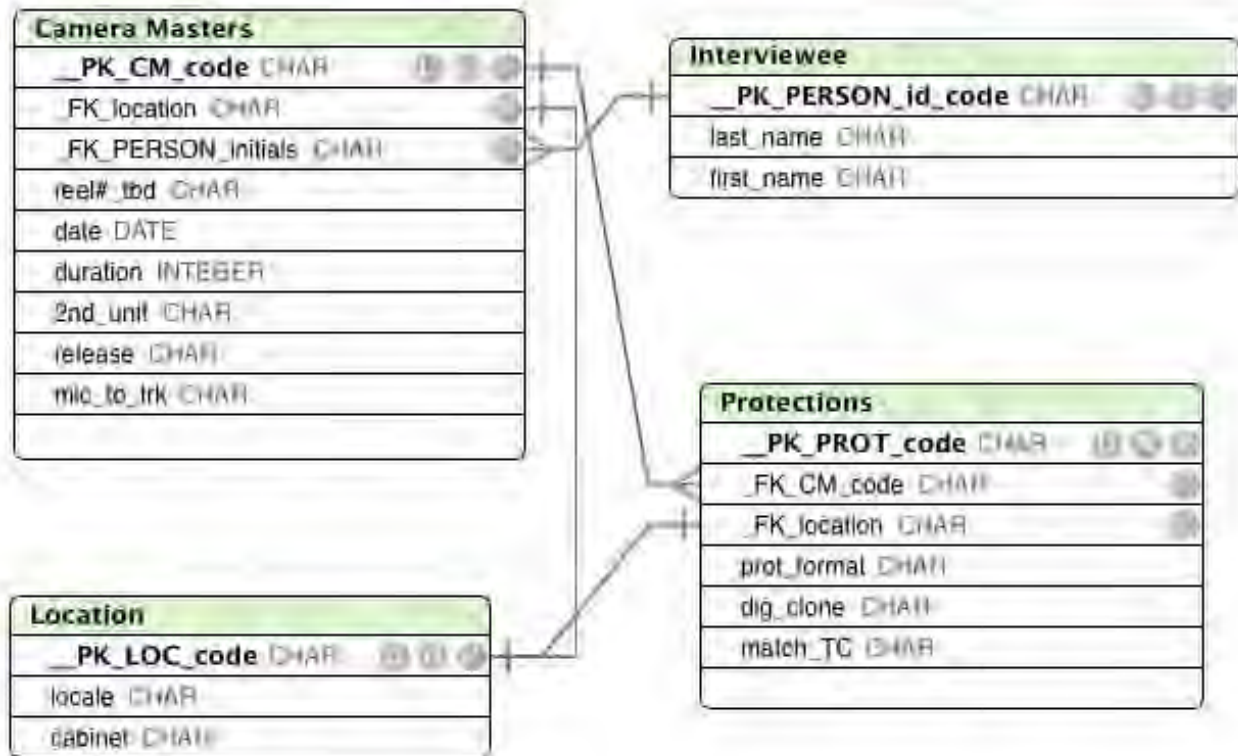 Camera Masters
__PK_CM_code CHAR
_FK_location CHAR
_FK_PERSON_initials CHAR
reel#_tbd CHAR
date DATE
duration INTEGER
2nd_unit CHAR
release CHAR
mic_to_trk CHAR
Interviewee
__PK_PERSON_id_code CHAR
last_name CHAR
first_name CHAR
Protections
__PK_PROT_code CHAR
_FK_CM_code CHAR
_FK_location CHAR
prot_format CHAR
dig_clone CHAR
match_TC CHAR
Location
__PK_LOC_code CHAR
locale CHAR
cabinet CHAR